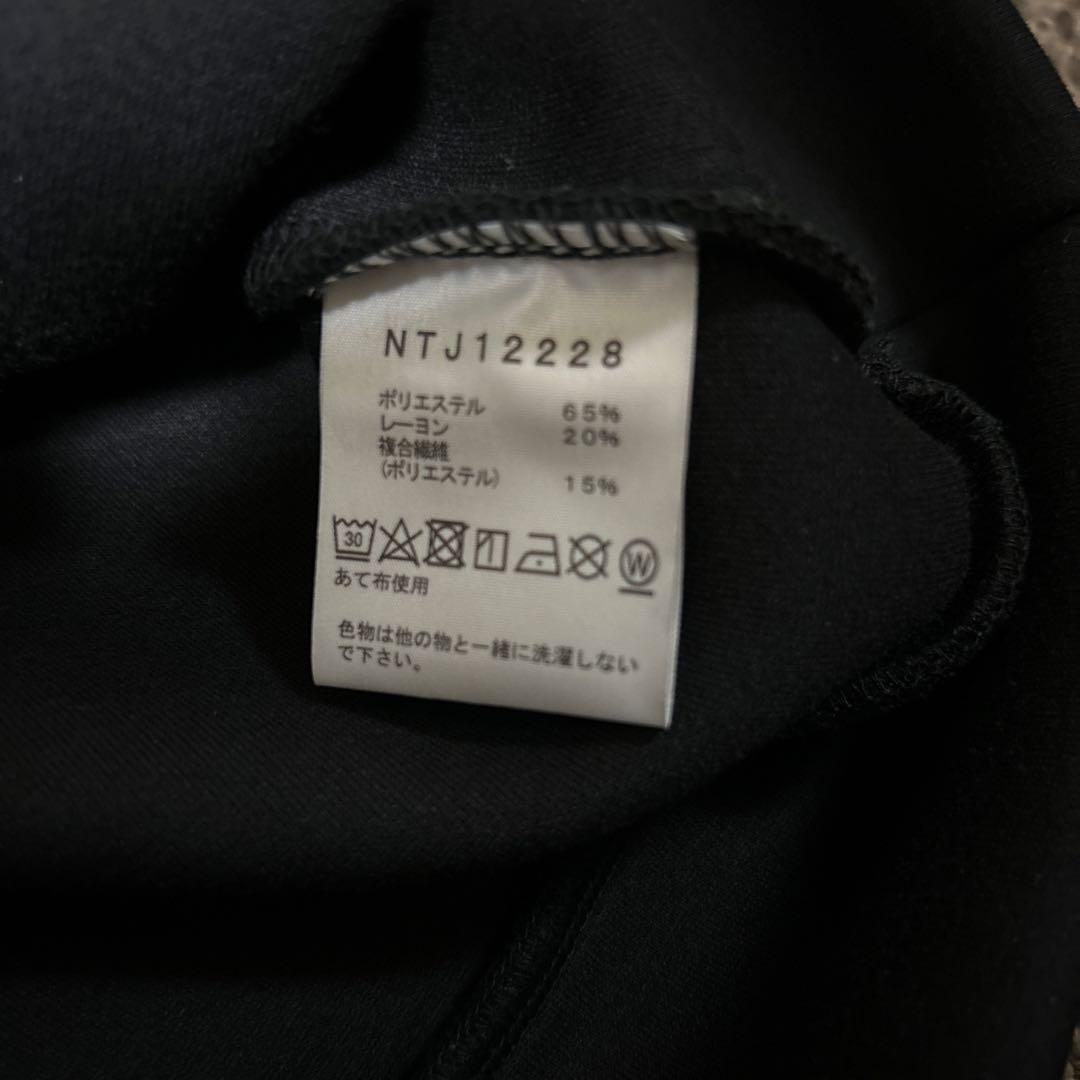 NTJ12228
ポリエステル 65%
レーヨン 20%
複合繊維
(ポリエステル) 15%
30 W
あて布使用
色物は他の物と一緒に洗濯しない
で下さい。